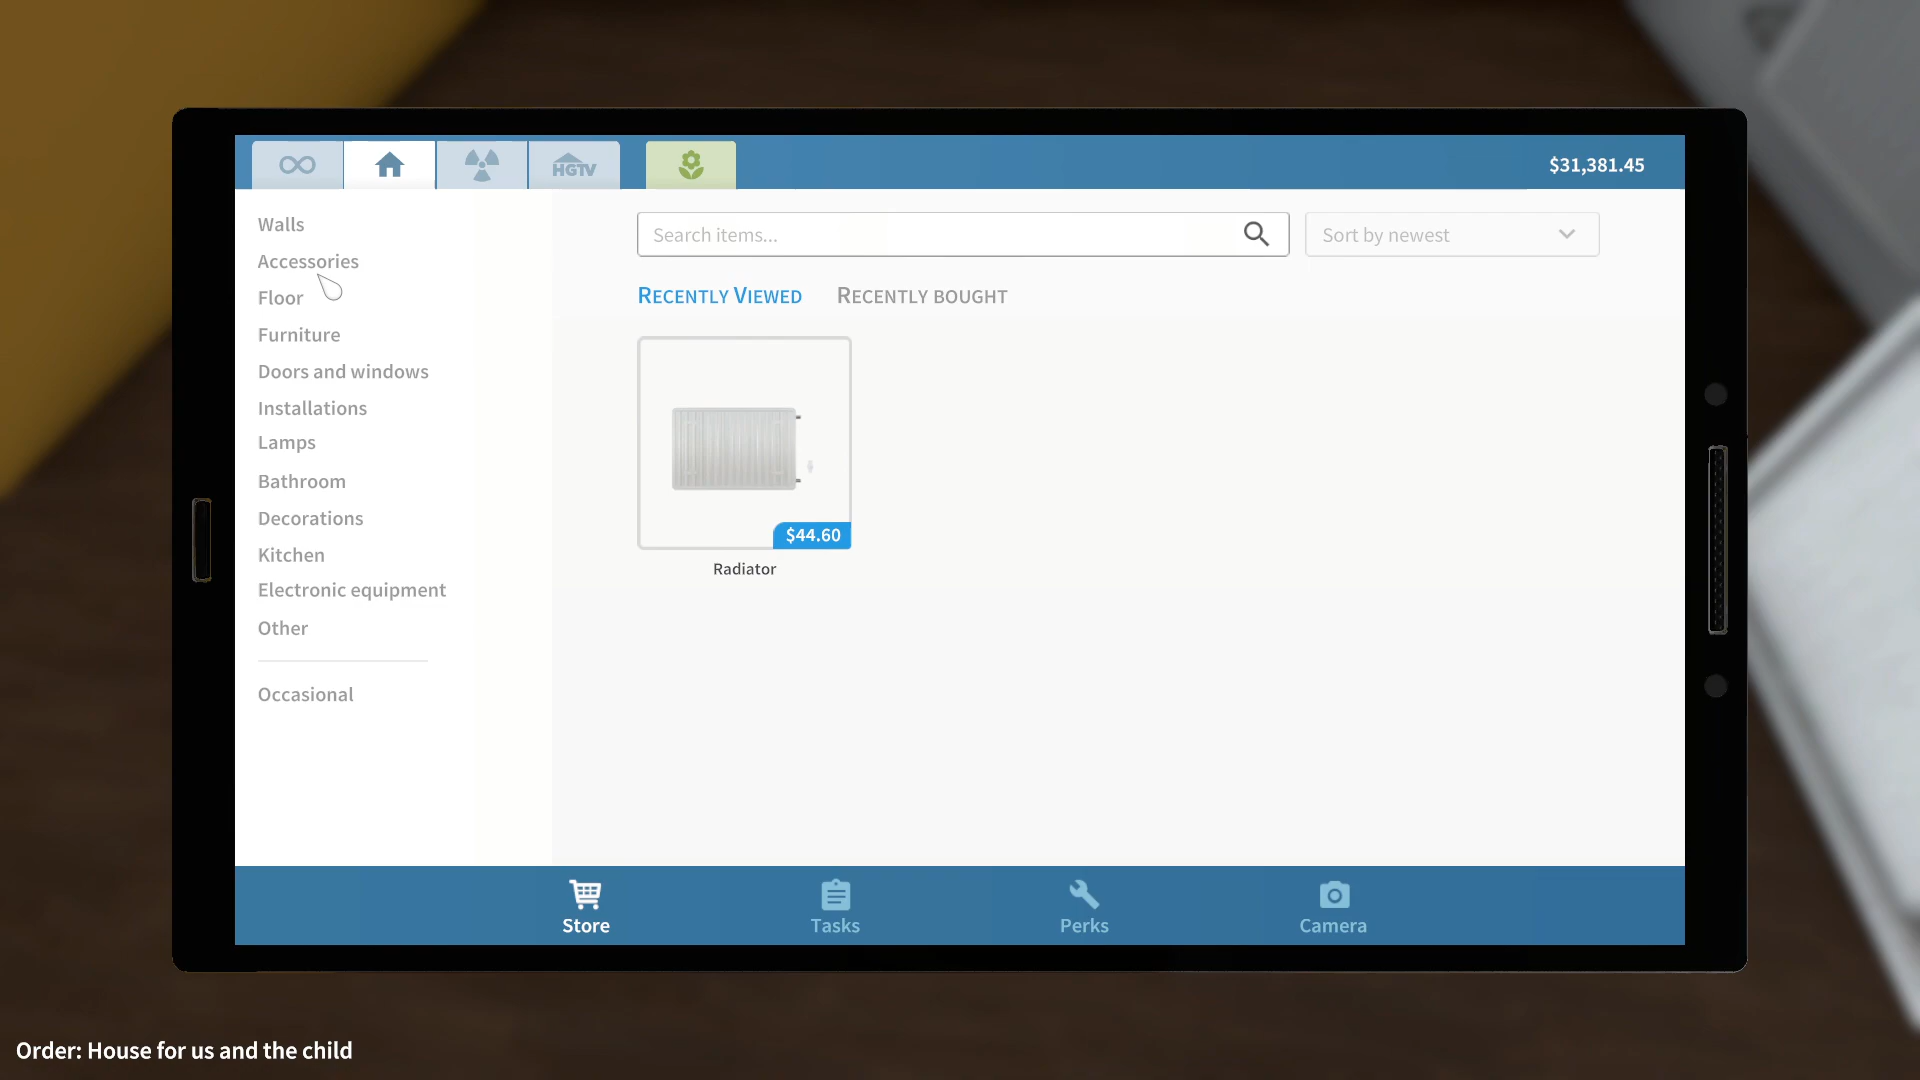 HGTV
$31,381.45
Walls
Accessories
Floor
Furniture
Doors and windows
Installations
Lamps
Bathroom
Decorations
Kitchen
Electronic equipment
Other
Occasional
Search items...
Sort by newest
RECENTLY VIEWED
RECENTLY BOUGHT
$44.60
Radiator
Store
Tasks
Perks
Camera
Order: House for us and the child